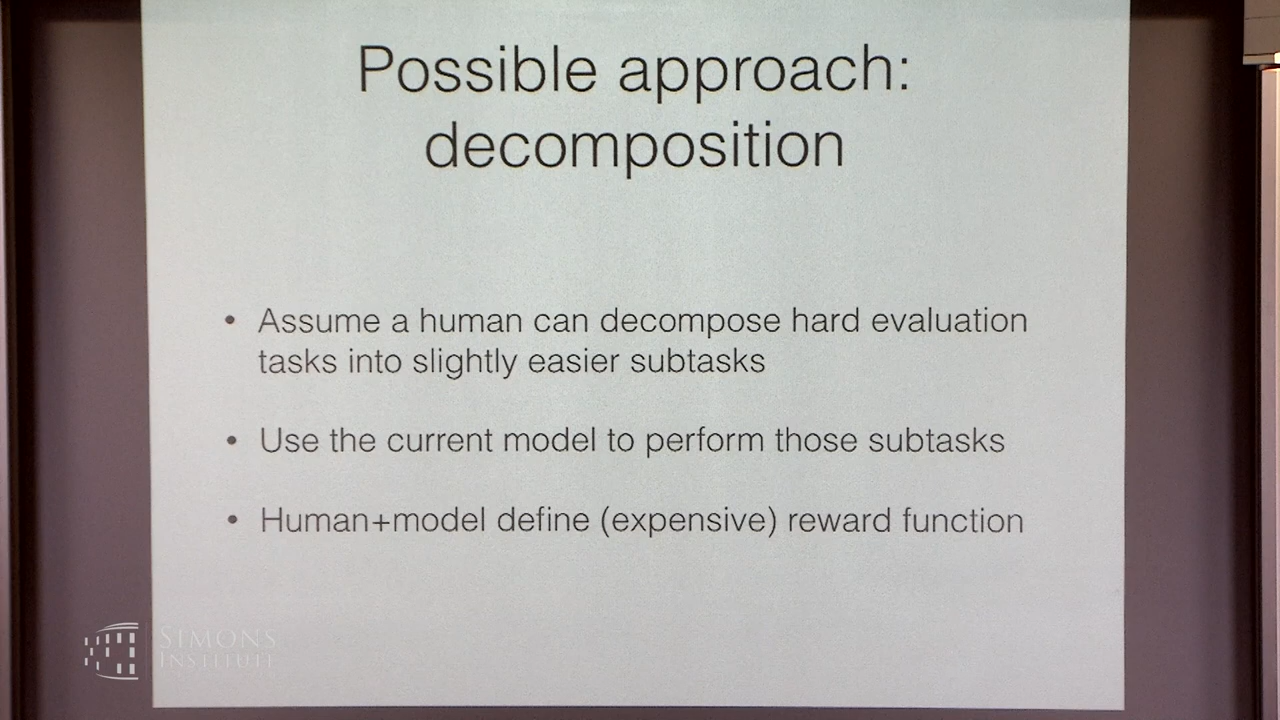 Possible approach:
decomposition
• Assume a human can decompose hard evaluation
tasks into slightly easier subtasks
• Use the current model to perform those subtasks
• Human+model define (expensive) reward function
SIMONS
INSTITUTE